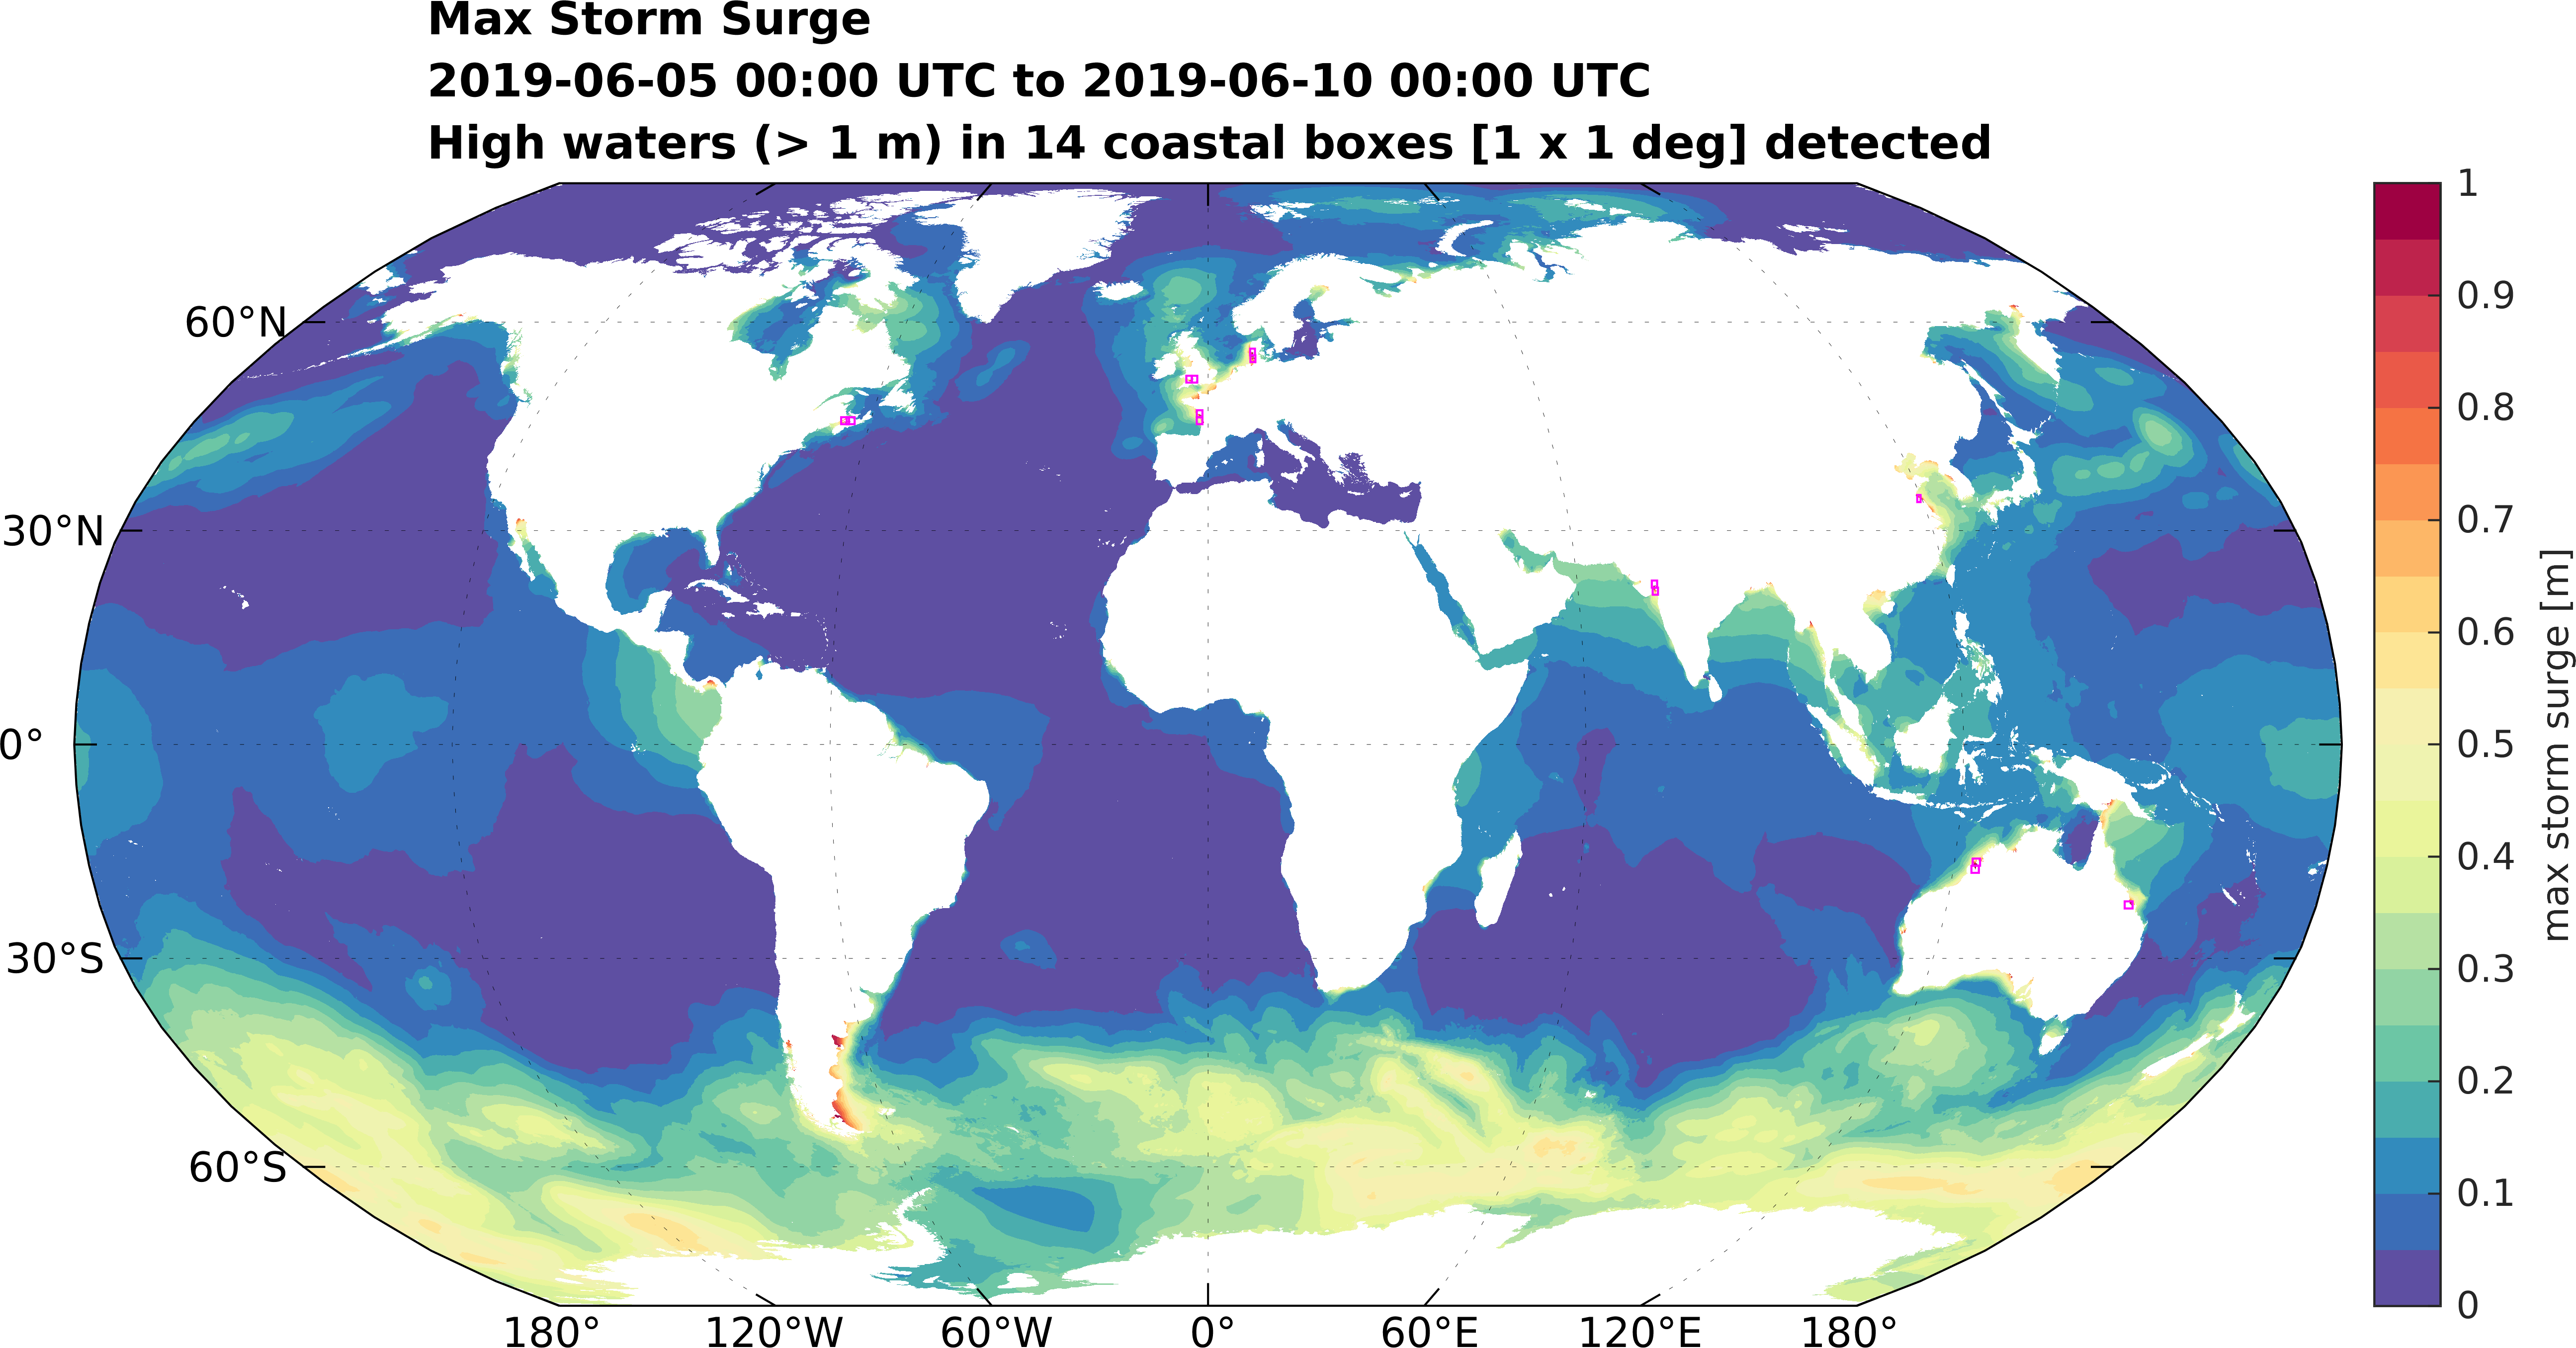 Max Storm Surge
2019-06-05 00:00 UTC to 2019-06-10 00:00 UTC
High waters (> 1 m) in 14 coastal boxes [1 x 1 deg] detected
60°N
30°N
0°
30°S
60°S
180°
120°W
60°W
0°
60°E
120°E
180°
1
0.9
0.8
0.7
0.6
0.5
0.4
0.3
0.2
0.1
0
max storm surge [m]